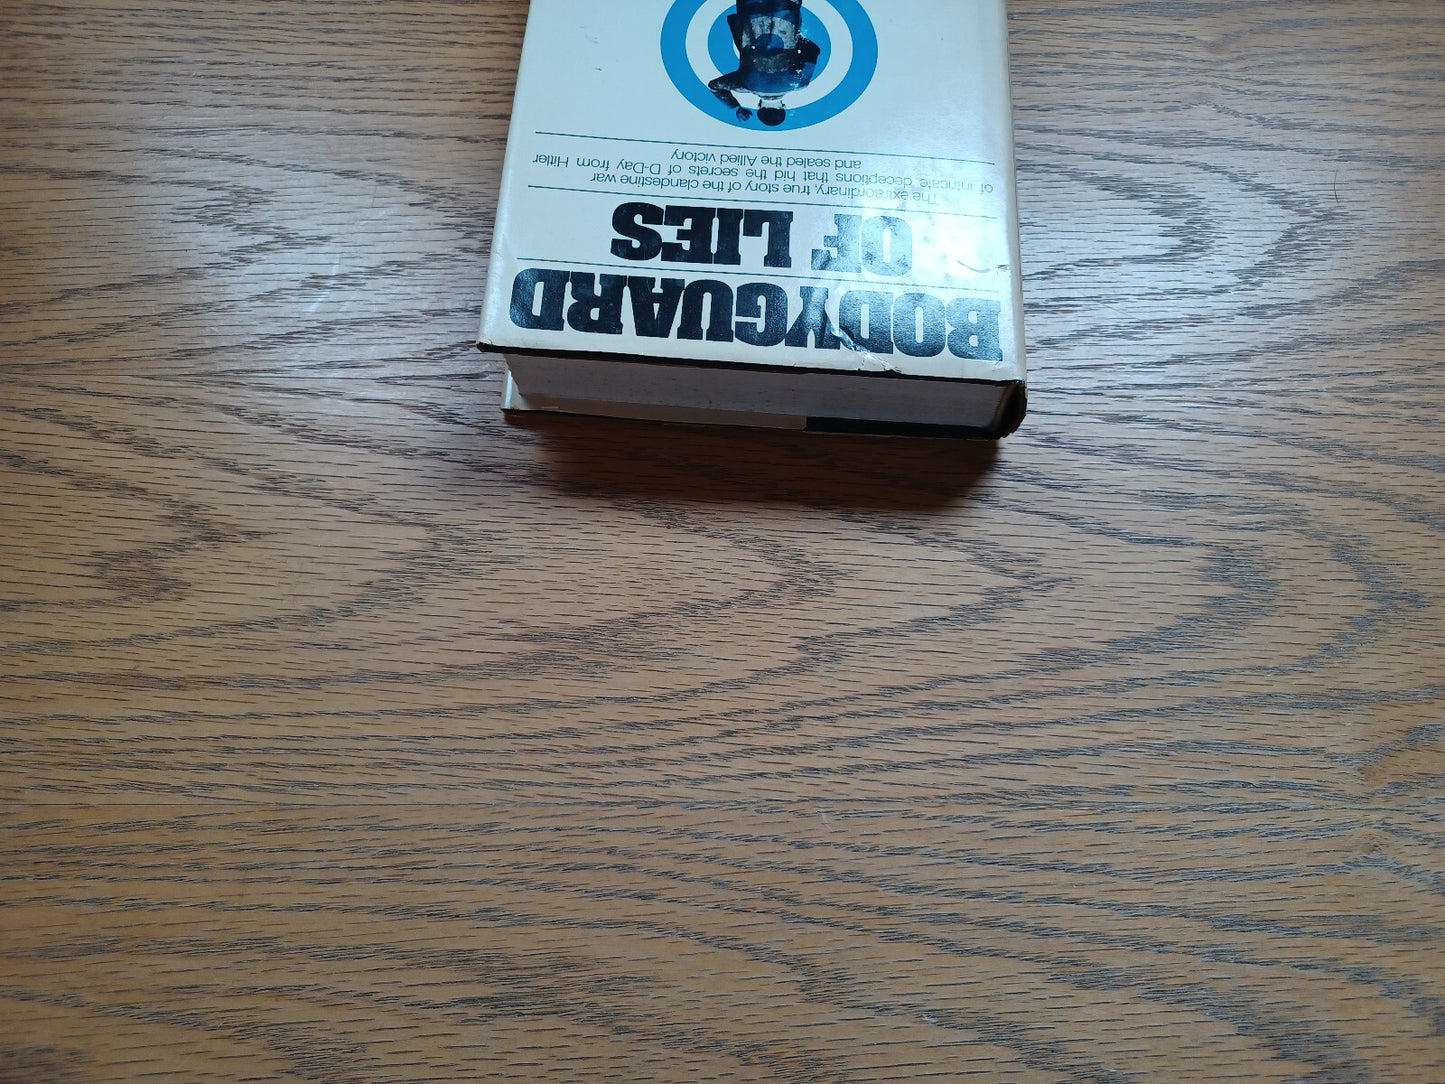 BODYGUARD
OF LIES
The extraordinary, true story of the clandestine war
of intricate deceptions that hid the secrets of D-Day from Hitler
and sealed the Allied victory